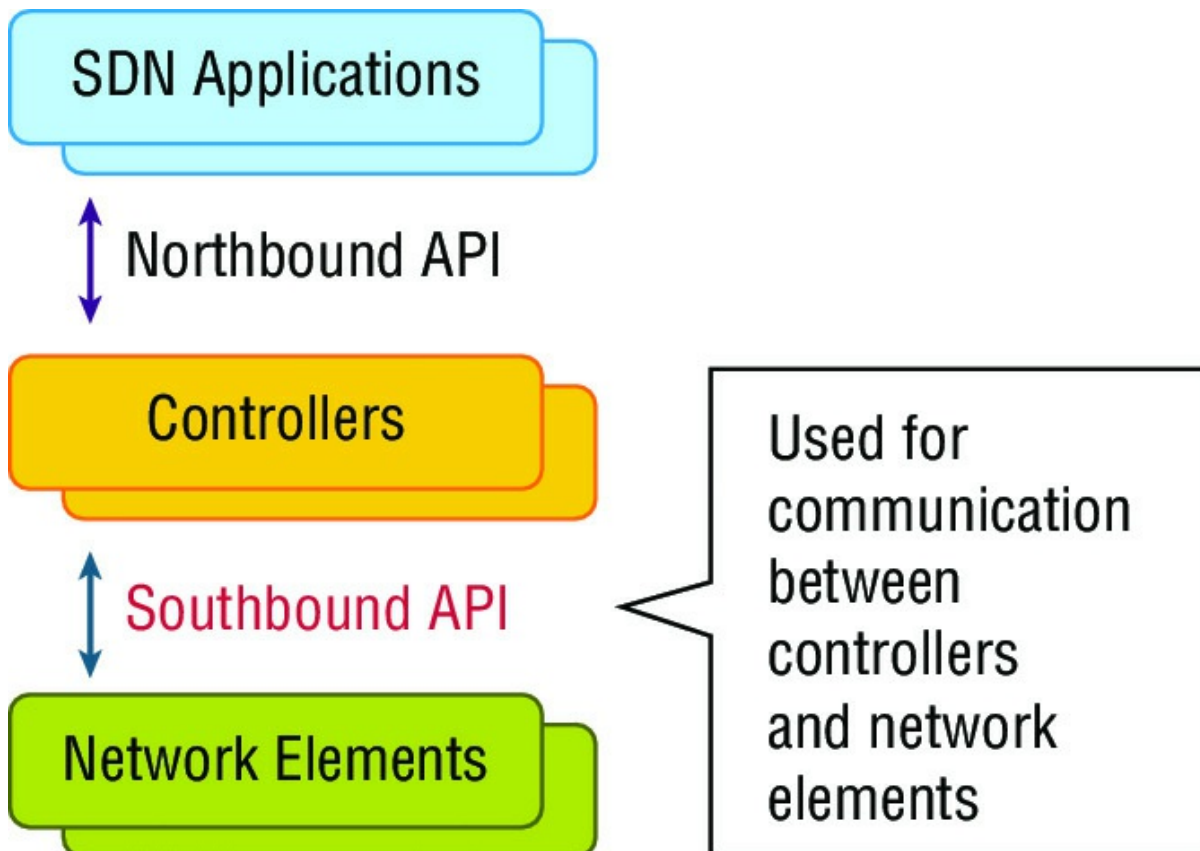 SDN Applications
Northbound API
Controllers
Southbound API
Network Elements
Used for
communication
between
controllers
and network
elements